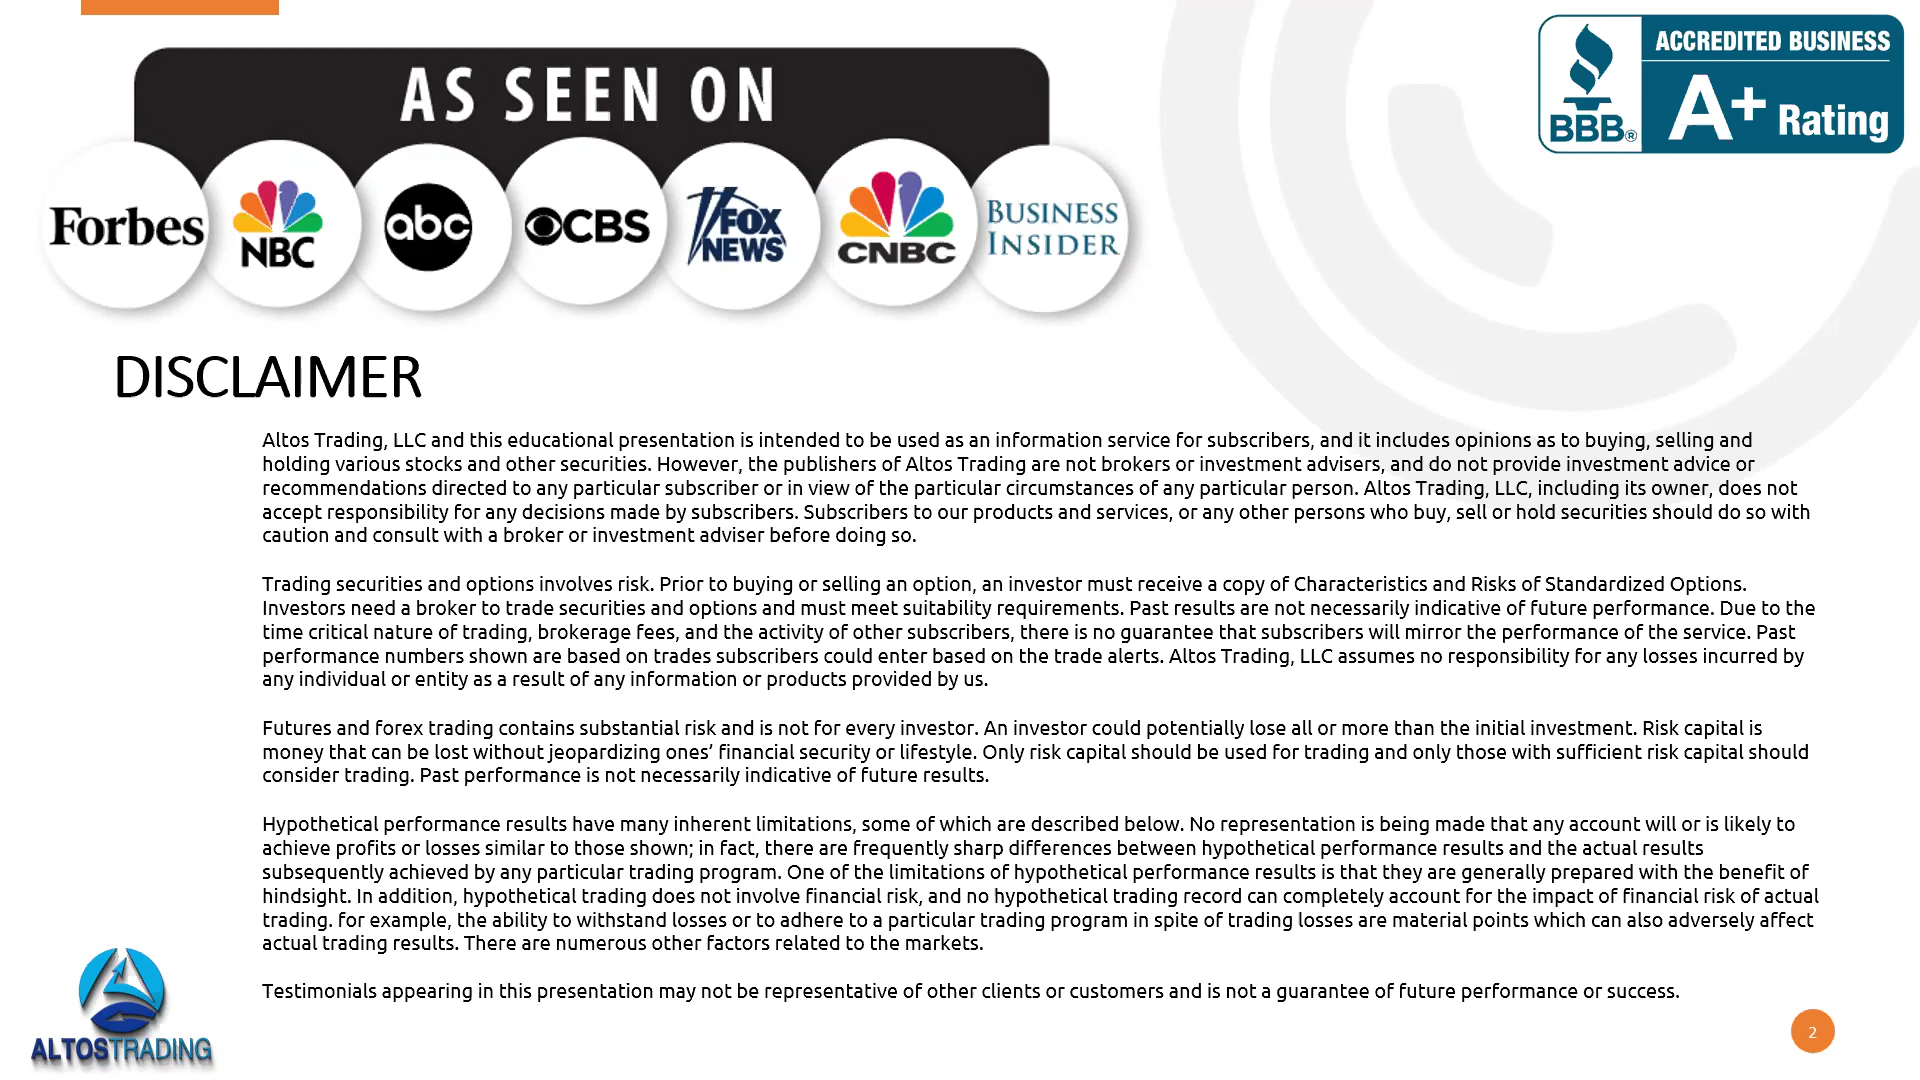 AS SEEN ON
ACCREDITED BUSINESS
A+ Rating
BBB®
Forbes
NBC
abc
CBS
FOX
NEWS
CNBC
BUSINESS
INSIDER
DISCLAIMER
Altos Trading, LLC and this educational presentation is intended to be used as an information service for subscribers, and it includes opinions as to buying, selling and
holding various stocks and other securities. However, the publishers of Altos Trading are not brokers or investment advisers, and do not provide investment advice or
recommendations directed to any particular subscriber or in view of the particular circumstances of any particular person. Altos Trading, LLC, including its owner, does not
accept responsibility for any decisions made by subscribers. Subscribers to our products and services, or any other persons who buy, sell or hold securities should do so with
caution and consult with a broker or investment adviser before doing so.
Trading securities and options involves risk. Prior to buying or selling an option, an investor must receive a copy of Characteristics and Risks of Standardized Options.
Investors need a broker to trade securities and options and must meet suitability requirements. Past results are not necessarily indicative of future performance. Due to the
time critical nature of trading, brokerage fees, and the activity of other subscribers, there is no guarantee that subscribers will mirror the performance of the service. Past
performance numbers shown are based on trades subscribers could enter based on the trade alerts. Altos Trading, LLC assumes no responsibility for any losses incurred by
any individual or entity as a result of any information or products provided by us.
Futures and forex trading contains substantial risk and is not for every investor. An investor could potentially lose all or more than the initial investment. Risk capital is
money that can be lost without jeopardizing ones’ financial security or lifestyle. Only risk capital should be used for trading and only those with sufficient risk capital should
consider trading. Past performance is not necessarily indicative of future results.
Hypothetical performance results have many inherent limitations, some of which are described below. No representation is being made that any account will or is likely to
achieve profits or losses similar to those shown; in fact, there are frequently sharp differences between hypothetical performance results and the actual results
subsequently achieved by any particular trading program. One of the limitations of hypothetical performance results is that they are generally prepared with the benefit of
hindsight. In addition, hypothetical trading does not involve financial risk, and no hypothetical trading record can completely account for the impact of financial risk of actual
trading. for example, the ability to withstand losses or to adhere to a particular trading program in spite of trading losses are material points which can also adversely affect
actual trading results. There are numerous other factors related to the markets.
Testimonials appearing in this presentation may not be representative of other clients or customers and is not a guarantee of future performance or success.
ALTOSTRADING
2